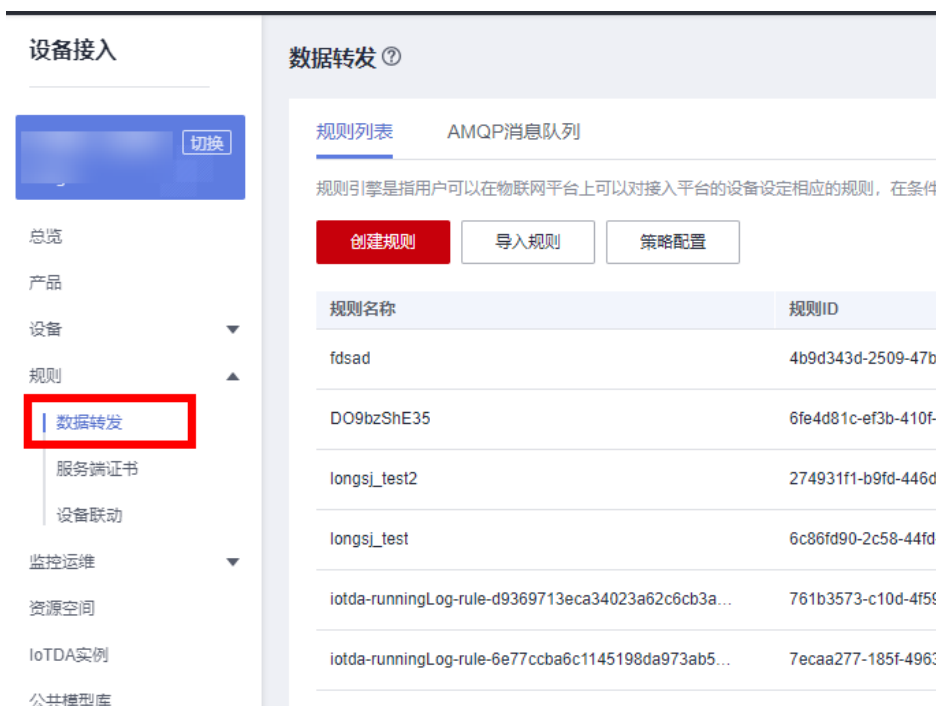 设备接入
切换
总览
产品
设备
规则
数据转发
服务端证书
设备联动
监控运维
资源空间
IoTDA实例
公共模型库
数据转发
规则列表 AMQP消息队列
规则引擎是指用户可以在物联网平台上可以对接入平台的设备设定相应的规则，在条件
创建规则 导入规则 策略配置
规则名称 规则ID
fdsad 4b9d343d-2509-47b
DO9bzShE35 6fe4d81c-ef3b-410f-
longsj_test2 274931f1-b9fd-446d
longsj_test 6c86fd90-2c58-44fd
iotda-runningLog-rule-d9369713eca34023a62c6cb3a... 761b3573-c10d-4f59
iotda-runningLog-rule-6e77ccba6c1145198da973ab5... 7ecaa277-185f-4963